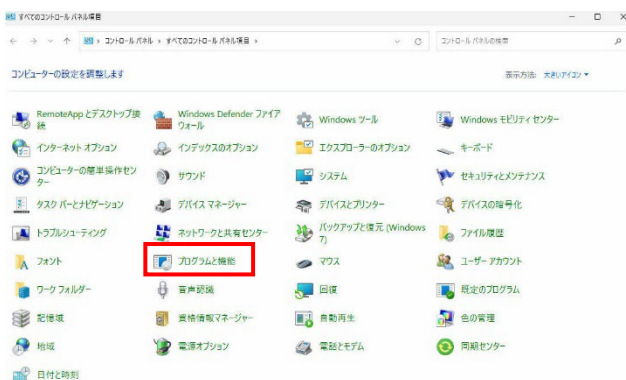 すべてのコントロール パネル項目
コントロール パネル › すべてのコントロール パネル項目 ›
コントロール パネルの検索
コンピューターの設定を調整します
表示方法: 大きいアイコン
RemoteApp とデスクトップ接
続
Windows Defender ファイア
ウォール
Windows ツール
Windows モビリティ センター
インターネット オプション
インデックスのオプション
エクスプローラーのオプション
キーボード
コンピューターの簡単操作セン
ター
サウンド
システム
セキュリティとメンテナンス
タスク バーとナビゲーション
デバイス マネージャー
デバイスとプリンター
デバイスの暗号化
トラブルシューティング
ネットワークと共有センター
バックアップと復元 (Windows
7)
ファイル履歴
フォント
プログラムと機能
マウス
ユーザー アカウント
ワーク フォルダー
音声認識
回復
既定のプログラム
記憶域
資格情報マネージャー
自動再生
色の管理
地域
電源オプション
電話とモデム
同期センター
日付と時刻